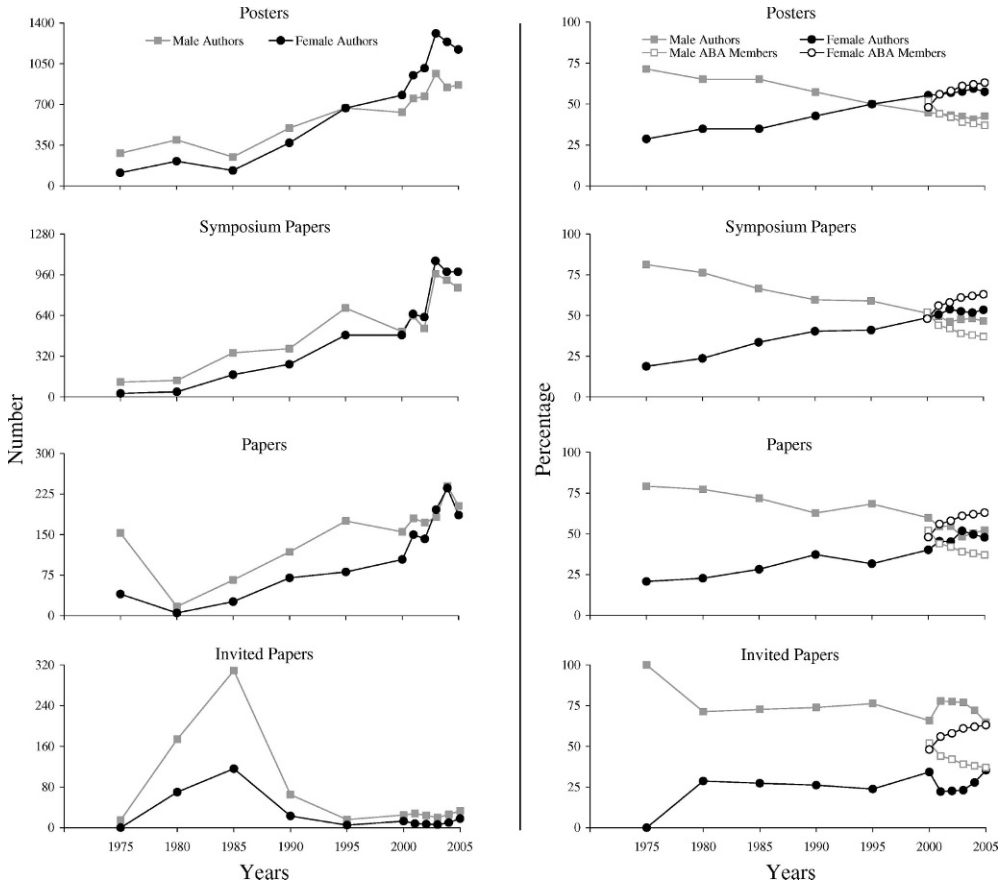 Posters
1400
1050
700
350
0
Male Authors Female Authors
Symposium Papers
1280
960
640
320
0
Number
Papers
300
225
150
75
0
Invited Papers
320
240
160
80
0
1975 1980 1985 1990 1995 2000 2005
Years
Posters
100
75
50
25
0
Male Authors Female Authors
Male ABA Members Female ABA Members
Symposium Papers
100
75
50
25
0
Percentage
Papers
100
75
50
25
0
Invited Papers
100
75
50
25
0
1975 1980 1985 1990 1995 2000 2005
Years